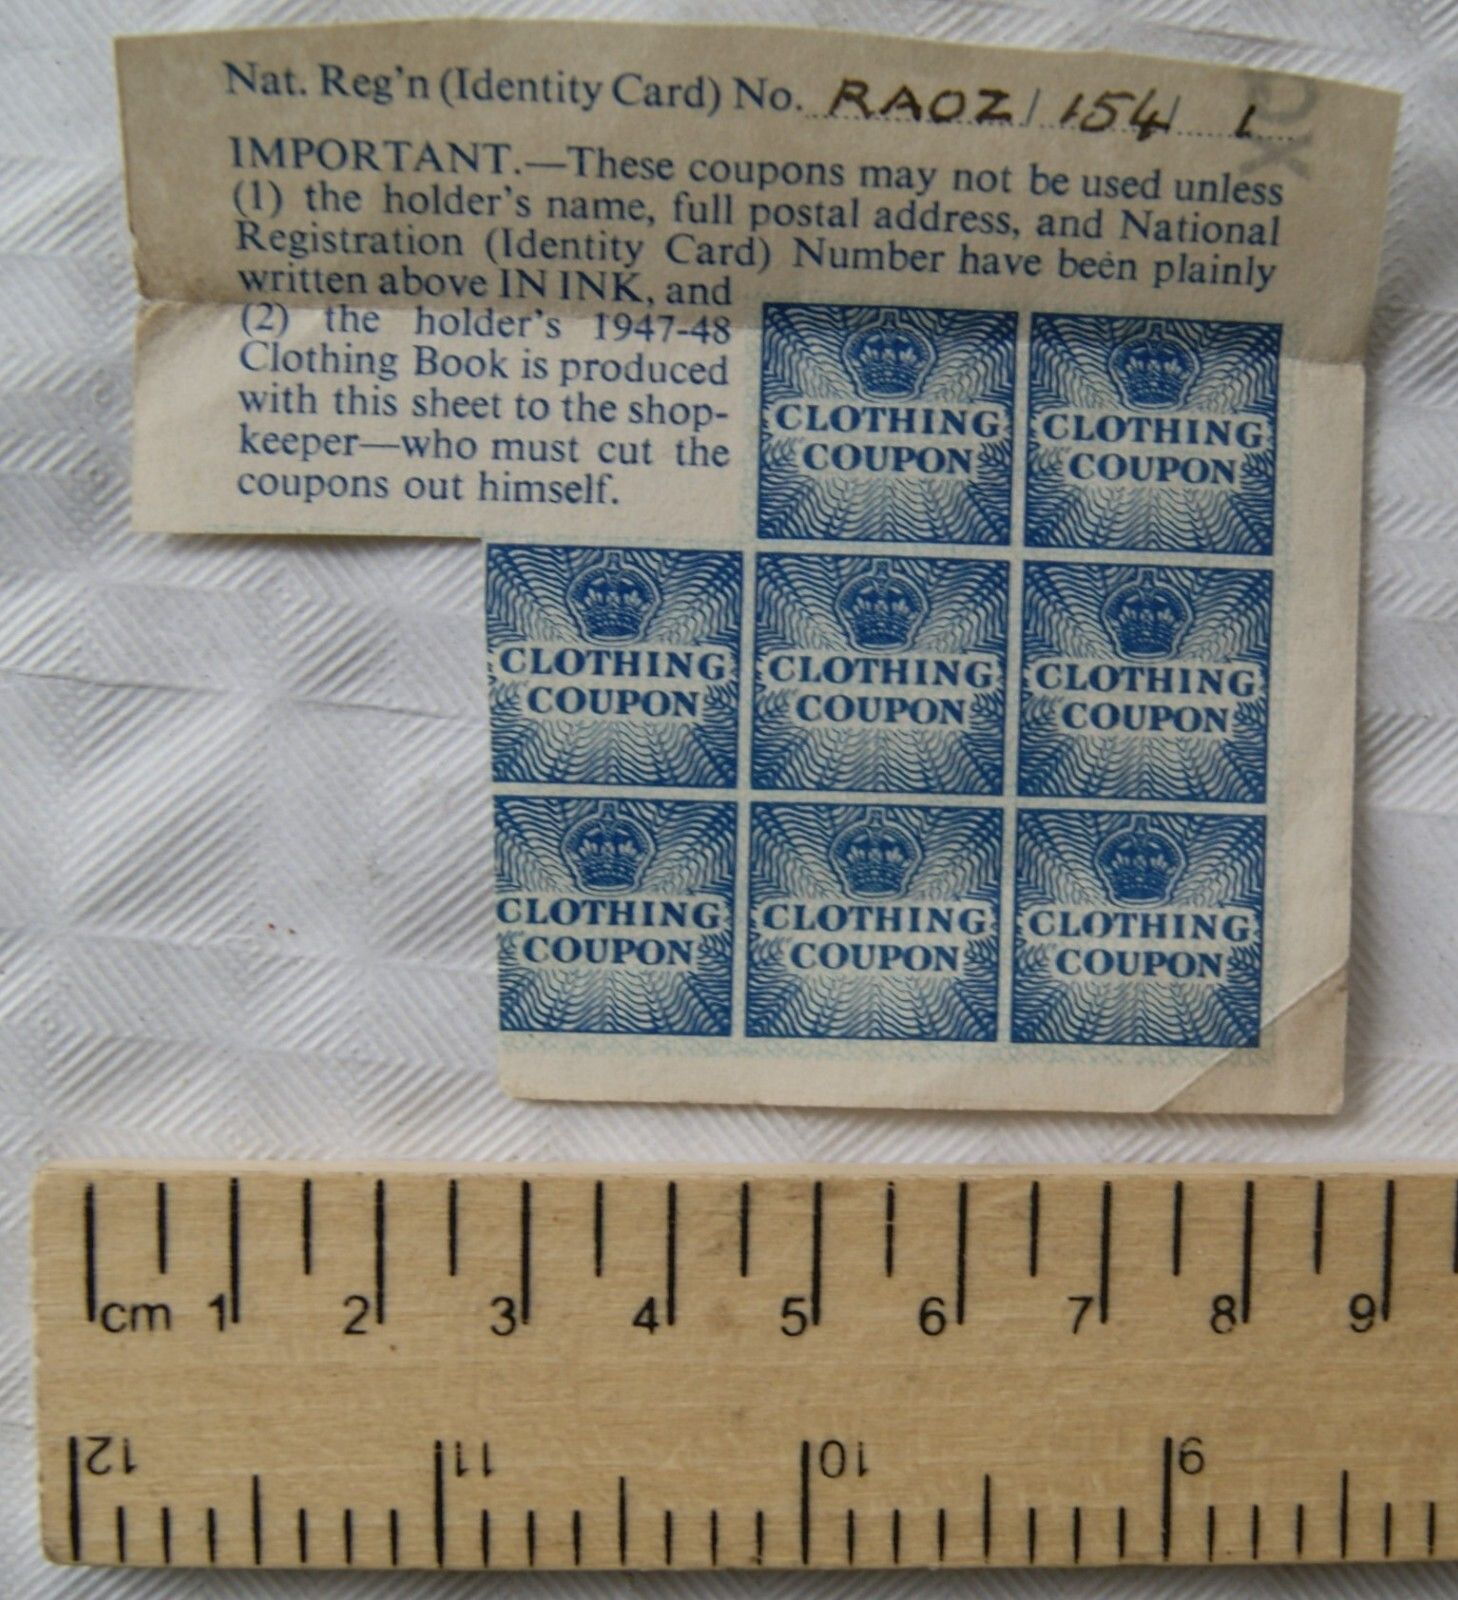 Nat. Reg'n (Identity Card) No. RAOZ/154/ 1
IMPORTANT.—These coupons may not be used unless
(1) the holder's name, full postal address, and National
Registration (Identity Card) Number have been plainly
written above IN INK, and
(2) the holder's 1947-48
Clothing Book is produced
with this sheet to the shop-
keeper—who must cut the
coupons out himself.
CLOTHING
COUPON
CLOTHING
COUPON
CLOTHING
COUPON
CLOTHING
COUPON
CLOTHING
COUPON
CLOTHING
COUPON
CLOTHING
COUPON
CLOTHING
COUPON
cm 1 2 3 4 5 6 7 8 9
12 11 10 9